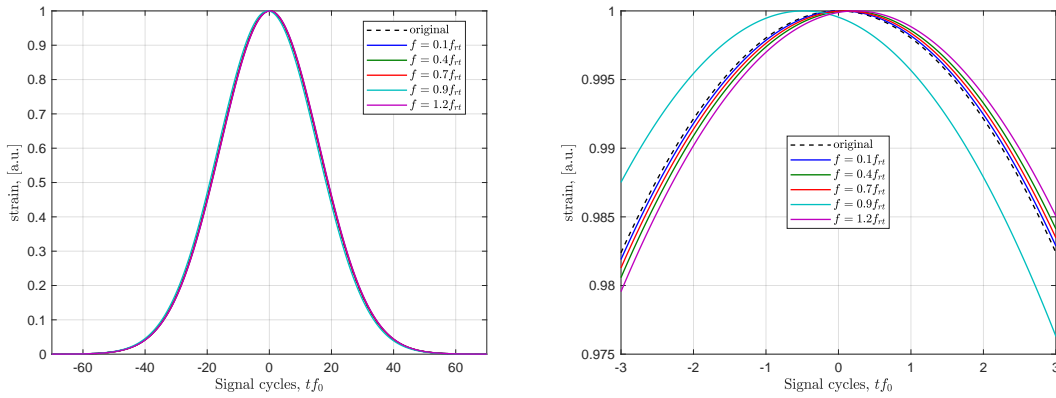 1
0.9
0.8
0.7
0.6
0.5
0.4
0.3
0.2
0.1
0
-60
-40
-20
0
20
40
60
strain, [a.u.]
Signal cycles, tf₀
original
f = 0.1fᵣₜ
f = 0.4fᵣₜ
f = 0.7fᵣₜ
f = 0.9fᵣₜ
f = 1.2fᵣₜ
1
0.995
0.99
0.985
0.98
0.975
-3
-2
-1
0
1
2
3
strain, [a.u.]
Signal cycles, tf₀
original
f = 0.1fᵣₜ
f = 0.4fᵣₜ
f = 0.7fᵣₜ
f = 0.9fᵣₜ
f = 1.2fᵣₜ